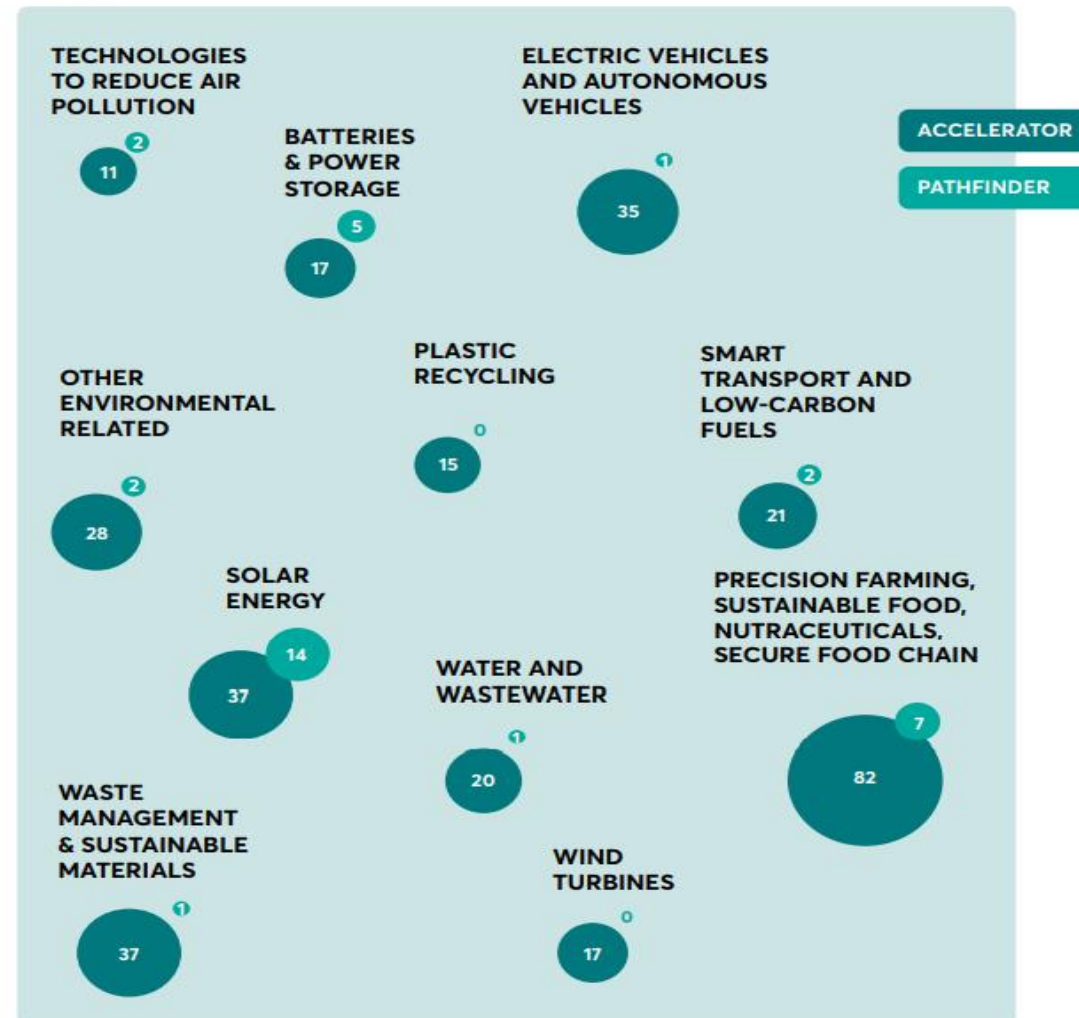 TECHNOLOGIES
TO REDUCE AIR
POLLUTION
2
11
BATTERIES
& POWER
STORAGE
5
17
ELECTRIC VEHICLES
AND AUTONOMOUS
VEHICLES
1
35
ACCELERATOR
PATHFINDER
OTHER
ENVIRONMENTAL
RELATED
2
28
PLASTIC
RECYCLING
0
15
SMART
TRANSPORT AND
LOW-CARBON
FUELS
2
21
SOLAR
ENERGY
14
37
WATER AND
WASTEWATER
1
20
PRECISION FARMING,
SUSTAINABLE FOOD,
NUTRACEUTICALS,
SECURE FOOD CHAIN
7
82
WASTE
MANAGEMENT
& SUSTAINABLE
MATERIALS
1
37
WIND
TURBINES
0
17